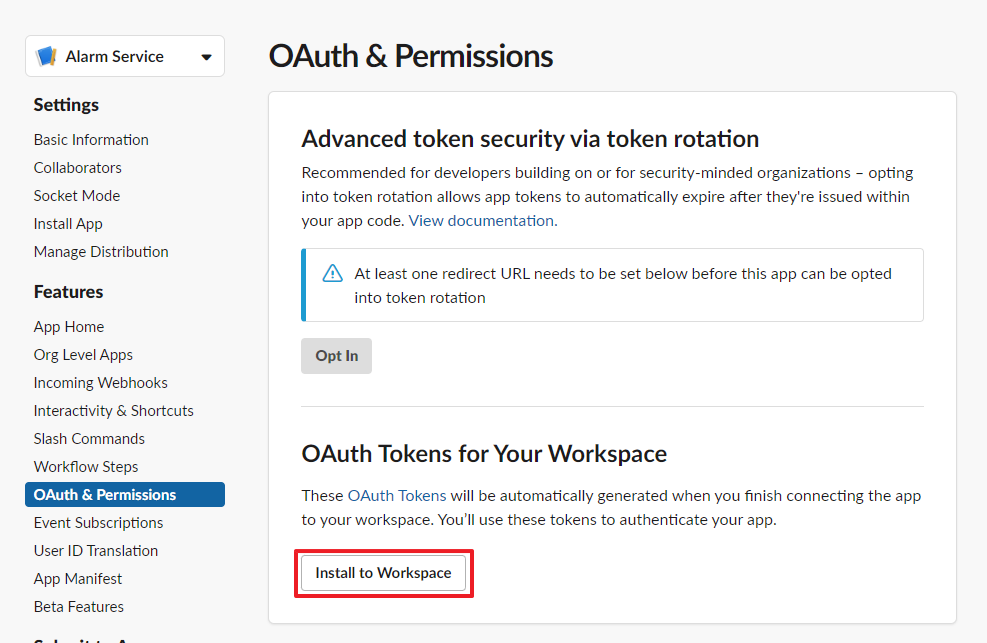 Alarm Service
Settings
Basic Information
Collaborators
Socket Mode
Install App
Manage Distribution
Features
App Home
Org Level Apps
Incoming Webhooks
Interactivity & Shortcuts
Slash Commands
Workflow Steps
OAuth & Permissions
Event Subscriptions
User ID Translation
App Manifest
Beta Features
OAuth & Permissions
Advanced token security via token rotation
Recommended for developers building on or for security-minded organizations – opting
into token rotation allows app tokens to automatically expire after they're issued within
your app code. View documentation.
At least one redirect URL needs to be set below before this app can be opted
into token rotation
Opt In
OAuth Tokens for Your Workspace
These OAuth Tokens will be automatically generated when you finish connecting the app
to your workspace. You’ll use these tokens to authenticate your app.
Install to Workspace